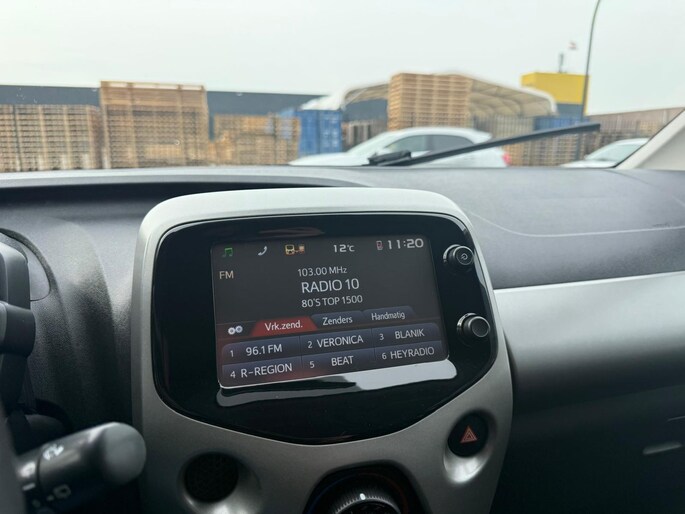 12°C 11:20
FM
103.00 MHz
RADIO 10
80'S TOP 1500
Vrk.zend. Zenders Handmatig
1 96.1 FM 2 VERONICA 3 BLANIK
4 R-REGION 5 BEAT 6 HEYRADIO